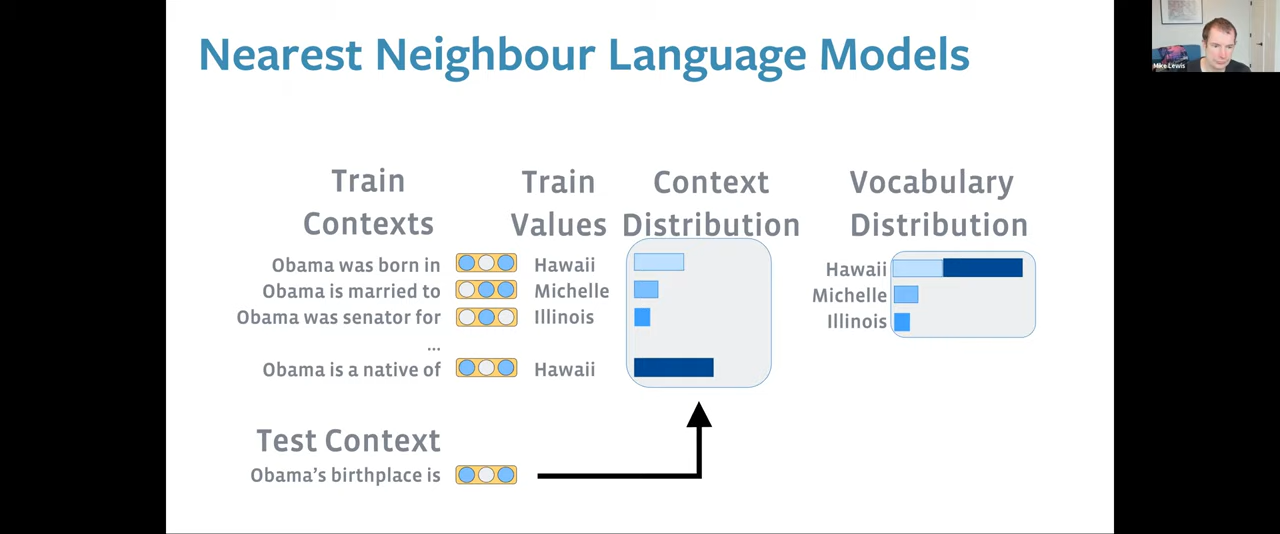 Nearest Neighbour Language Models
Mike Lewis
Train Contexts
Train Values
Context Distribution
Vocabulary Distribution
Obama was born in Hawaii
Obama is married to Michelle
Obama was senator for Illinois
...
Obama is a native of Hawaii
Hawaii
Michelle
Illinois
Test Context
Obama's birthplace is